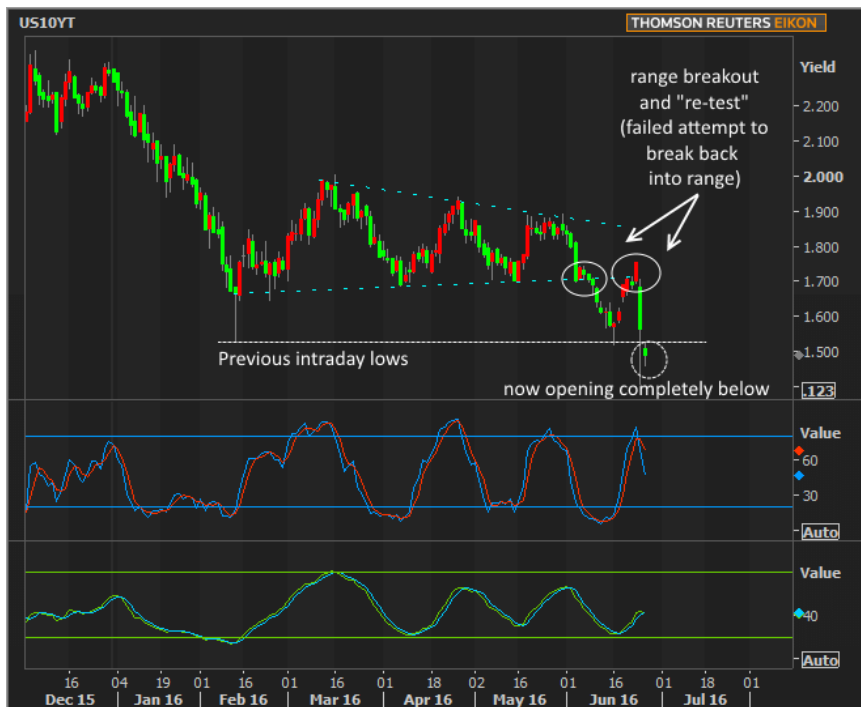 US10YT
THOMSON REUTERS EIKON
range breakout
and "re-test"
(failed attempt to
break back
into range)
Yield
2.200
2.100
2.000
1.900
1.800
1.700
1.600
1.500
.123
Previous intraday lows
now opening completely below
Value
60
30
Auto
Value
40
Auto
16 04 19 01 16 01 16 01 18 02 16 01 16 01 18 01
Dec 15 Jan 16 Feb 16 Mar 16 Apr 16 May 16 Jun 16 Jul 16